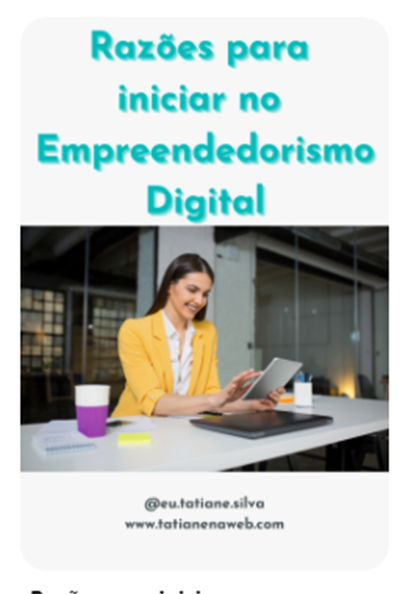 Razões para
iniciar no
Empreendedorismo
Digital
@eu.tatiane.silva
www.tatianenaweb.com